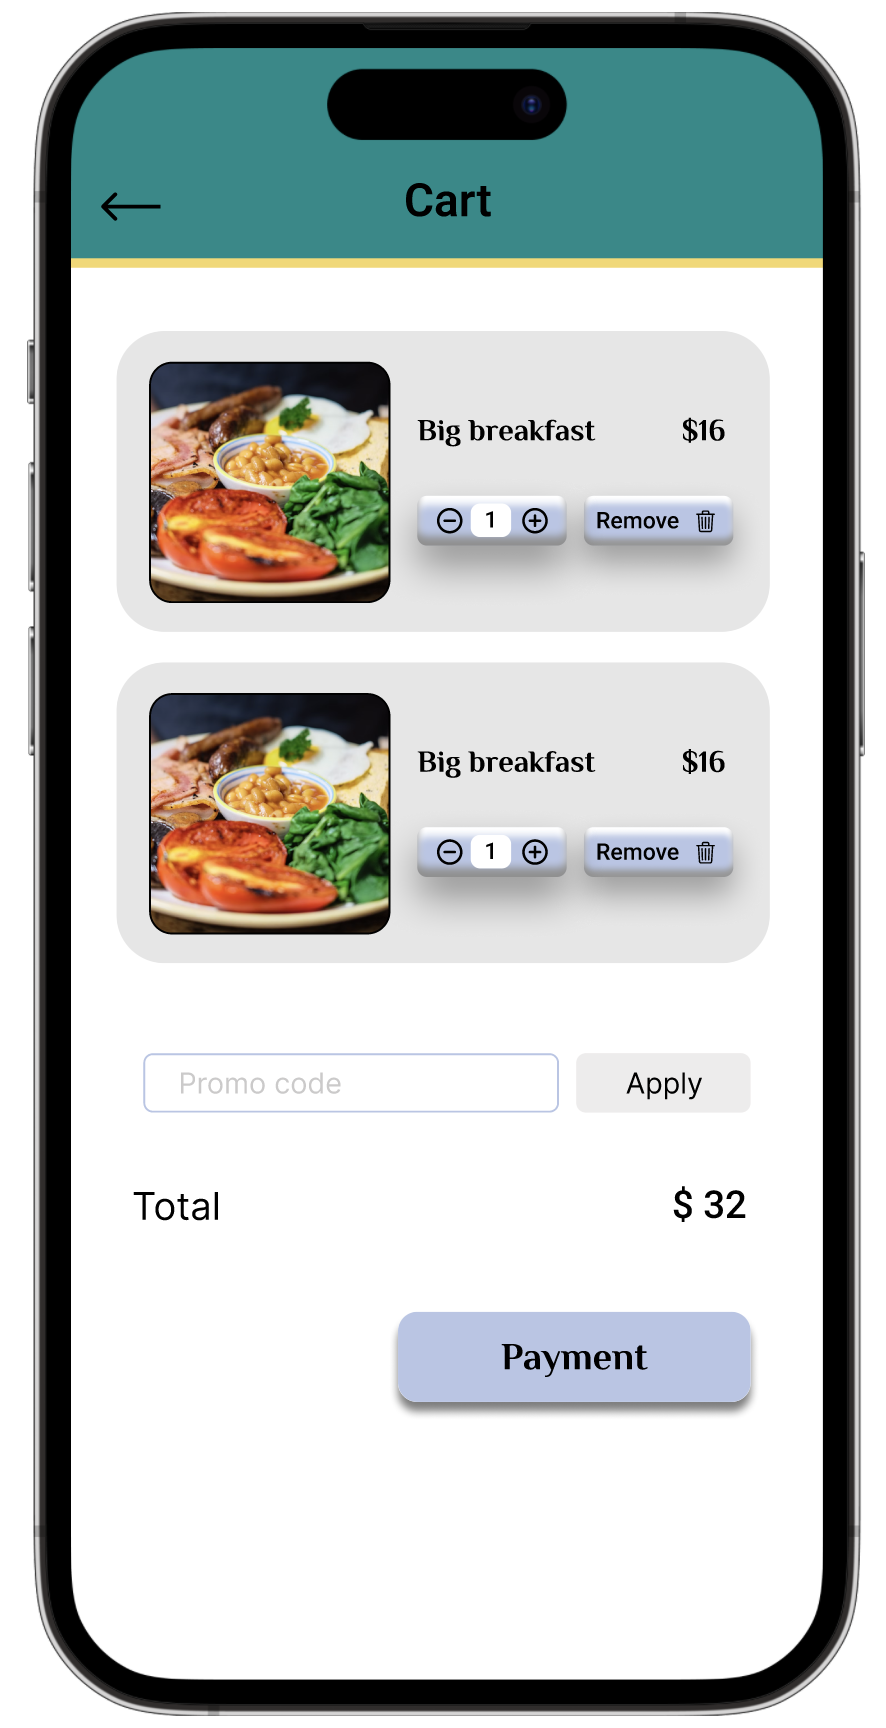 Cart
Big breakfast $16
1 Remove
Big breakfast $16
1 Remove
Promo code Apply
Total $ 32
Payment